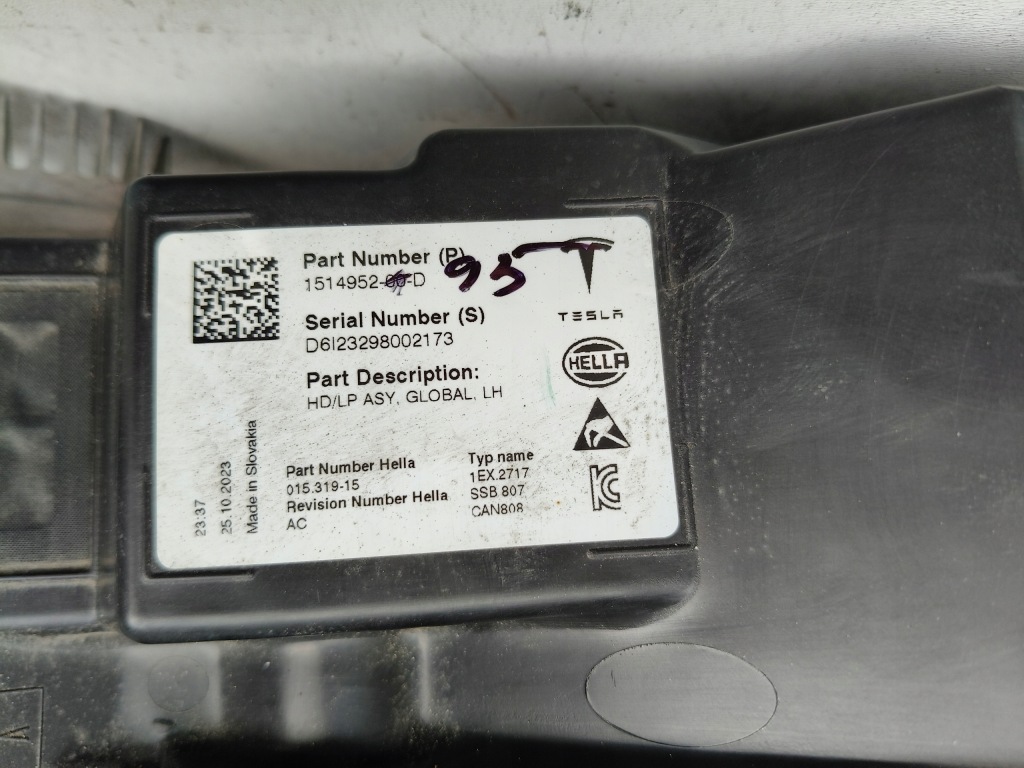 Part Number (P)
1514952-00-D 95
Serial Number (S)
D6I23298002173
Part Description:
HD/LP ASY, GLOBAL, LH
TESLA
HELLA
Part Number Hella
015.319-15
Revision Number Hella
AC
Typ name
1EX.2717
SSB 807
CAN808
23:37
25.10.2023
Made in Slovakia
A